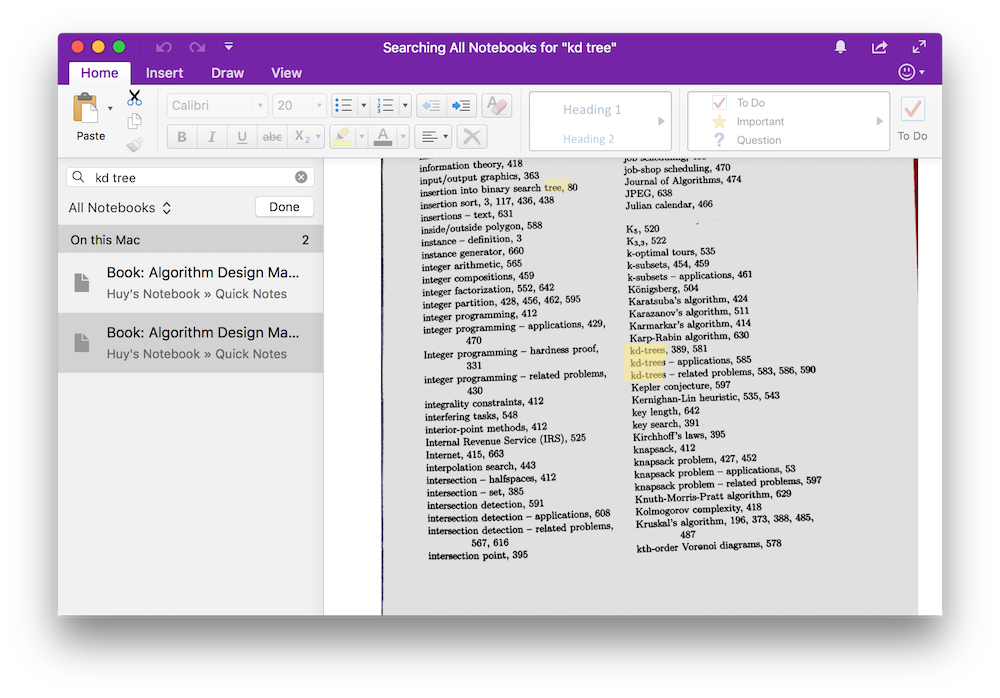 Searching All Notebooks for "kd tree"
Home Insert Draw View
Paste
Calibri 20
B I U abc X2 A
Heading 1
Heading 2
To Do
Important
Question
To Do
kd tree
All Notebooks Done
On this Mac 2
Book: Algorithm Design Ma...
Huy's Notebook » Quick Notes
Book: Algorithm Design Ma...
Huy's Notebook » Quick Notes
information theory, 418
input/output graphics, 363
insertion into binary search tree, 80
insertion sort, 3, 117, 436, 438
insertions – text, 631
inside/outside polygon, 588
instance – definition, 3
instance generator, 660
integer arithmetic, 565
integer compositions, 459
integer factorization, 552, 642
integer partition, 428, 456, 462, 595
integer programming, 412
integer programming – applications, 429,
470
Integer programming – hardness proof,
331
integer programming – related problems,
430
integrality constraints, 412
interfering tasks, 548
interior-point methods, 412
Internal Revenue Service (IRS), 525
Internet, 415, 663
interpolation search, 443
intersection – halfspaces, 412
intersection – set, 385
intersection detection, 591
intersection detection – applications, 608
intersection detection – related problems,
567, 616
intersection point, 395
job-shop scheduling, 470
Journal of Algorithms, 474
JPEG, 638
Julian calendar, 466
K5, 520
K3,3, 522
k-optimal tours, 535
k-subsets, 454, 459
k-subsets – applications, 461
Königsberg, 504
Karatsuba's algorithm, 424
Karazanov's algorithm, 511
Karmarkar's algorithm, 414
Karp-Rabin algorithm, 630
kd-trees, 389, 581
kd-trees – applications, 585
kd-trees – related problems, 583, 586, 590
Kepler conjecture, 597
Kernighan-Lin heuristic, 535, 543
key length, 642
key search, 391
Kirchhoff's laws, 395
knapsack, 412
knapsack problem, 427, 452
knapsack problem – applications, 53
knapsack problem – related problems, 597
Knuth-Morris-Pratt algorithm, 629
Kolmogorov complexity, 418
Kruskal's algorithm, 196, 373, 388, 485,
487
kth-order Voronoi diagrams, 578